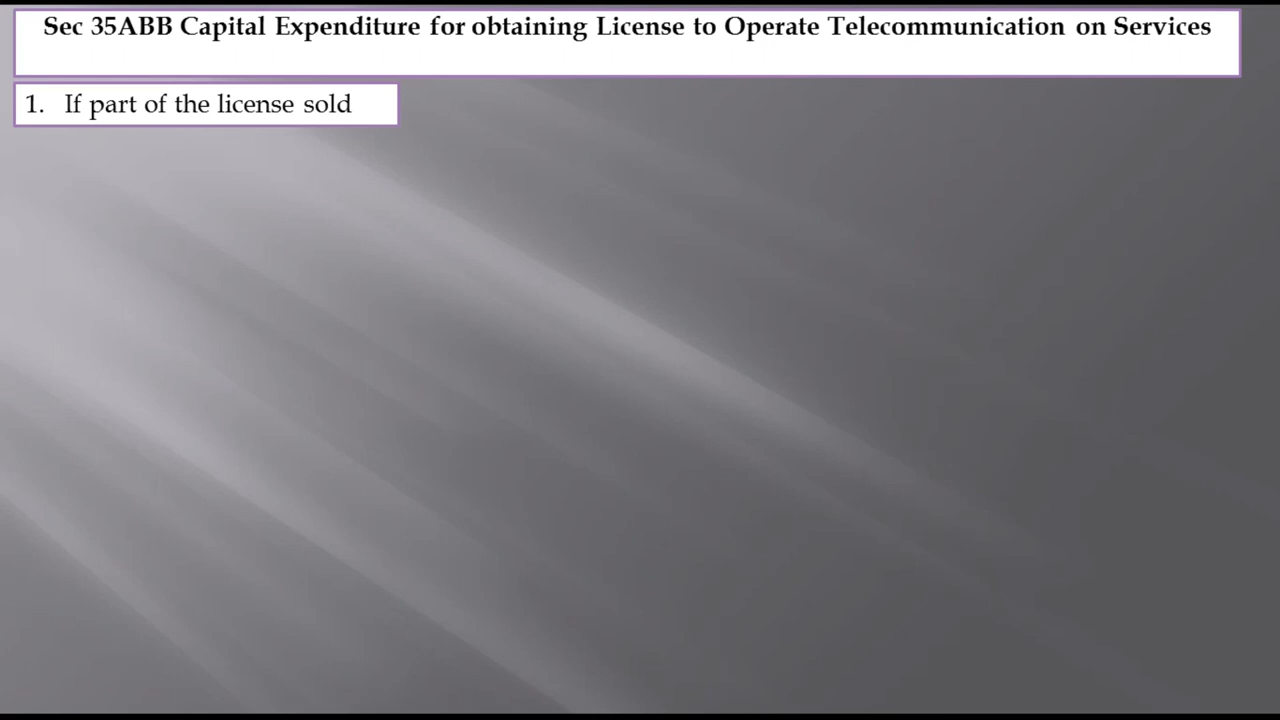 Sec 35ABB Capital Expenditure for obtaining License to Operate Telecommunication on Services
1. If part of the license sold